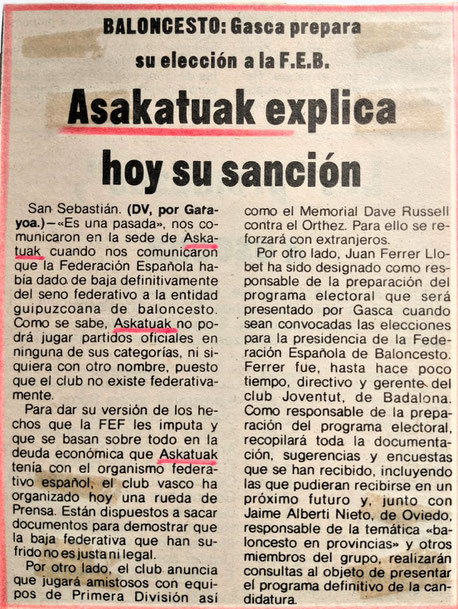 BALONCESTO: Gasca prepara
su elección a la F.E.B.
Asakatuak explica
hoy su sanción
San Sebastián. (DV, por Gara-
yoa.)—«Es una pasada», nos co-
municaron en la sede de Aska-
tuak cuando nos comunicaron
que la Federación Española ha-
bía dado de baja definitivamente
del seno federativo a la entidad
guipuzcoana de baloncesto.
Como se sabe, Askatuak no po-
drá jugar partidos oficiales en
ninguna de sus categorías, ni si-
quiera con otro nombre, puesto
que el club no existe federativa-
mente.
Para dar su versión de los he-
chos que la FEF les imputa y
que se basan sobre todo en la
deuda económica que Askatuak
tenía con el organismo federa-
tivo español, el club vasco ha
organizado hoy una rueda de
Prensa. Están dispuestos a sacar
documentos para demostrar que
la baja federativa que han su-
frido no es justa ni legal.
Por otro lado, el club anuncia
que jugará amistosos con equi-
pos de Primera División así
como el Memorial Dave Russell
contra el Orthez. Para ello se re-
forzará con extranjeros.
Por otro lado, Juan Ferrer Llo-
bet ha sido designado como res-
ponsable de la preparación del
programa electoral que será
presentado por Gasca cuando
sean convocadas las elecciones
para la presidencia de la Fede-
ración Española de Baloncesto.
Ferrer fue, hasta hace poco
tiempo, directivo y gerente del
club Joventut, de Badalona.
Como responsable de la prepara-
ción del programa electoral,
recopilará toda la documenta-
ción, sugerencias y encuestas
que se han recibido, incluyendo
las que pudieran recibirse en un
próximo futuro y, junto con
Jaime Alberti Nieto, de Oviedo,
responsable de la temática «ba-
loncesto en provincias» y otros
miembros del grupo, realizarán
consultas al objeto de presentar
el programa definitivo de la can-
didatura.